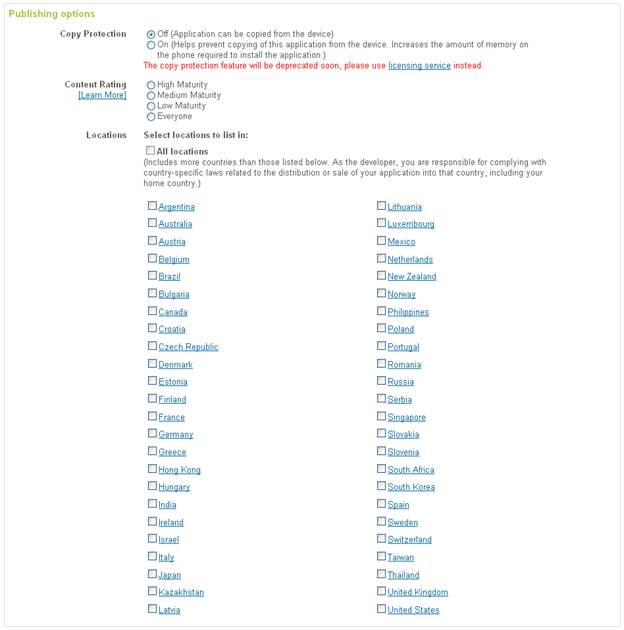 Publishing options
Copy Protection
Off (Application can be copied from the device)
On (Helps prevent copying of this application from the device. Increases the amount of memory on
the phone required to install the application.)
The copy protection feature will be deprecated soon, please use licensing service instead.
Content Rating
[Learn More]
High Maturity
Medium Maturity
Low Maturity
Everyone
Locations
Select locations to list in:
All locations
(Includes more countries than those listed below. As the developer, you are responsible for complying with
country-specific laws related to the distribution or sale of your application into that country, including your
home country.)
Argentina
Australia
Austria
Belgium
Brazil
Bulgaria
Canada
Croatia
Czech Republic
Denmark
Estonia
Finland
France
Germany
Greece
Hong Kong
Hungary
India
Ireland
Israel
Italy
Japan
Kazakhstan
Latvia
Lithuania
Luxembourg
Mexico
Netherlands
New Zealand
Norway
Philippines
Poland
Portugal
Romania
Russia
Serbia
Singapore
Slovakia
Slovenia
South Africa
South Korea
Spain
Sweden
Switzerland
Taiwan
Thailand
United Kingdom
United States